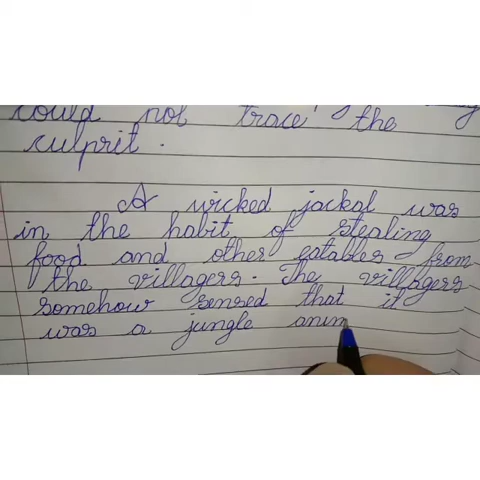 could not trace the
culprit.
A wicked jackal was
in the habit of stealing
food and other eatables from
the villagers. The villagers
somehow sensed that it
was a jungle anim